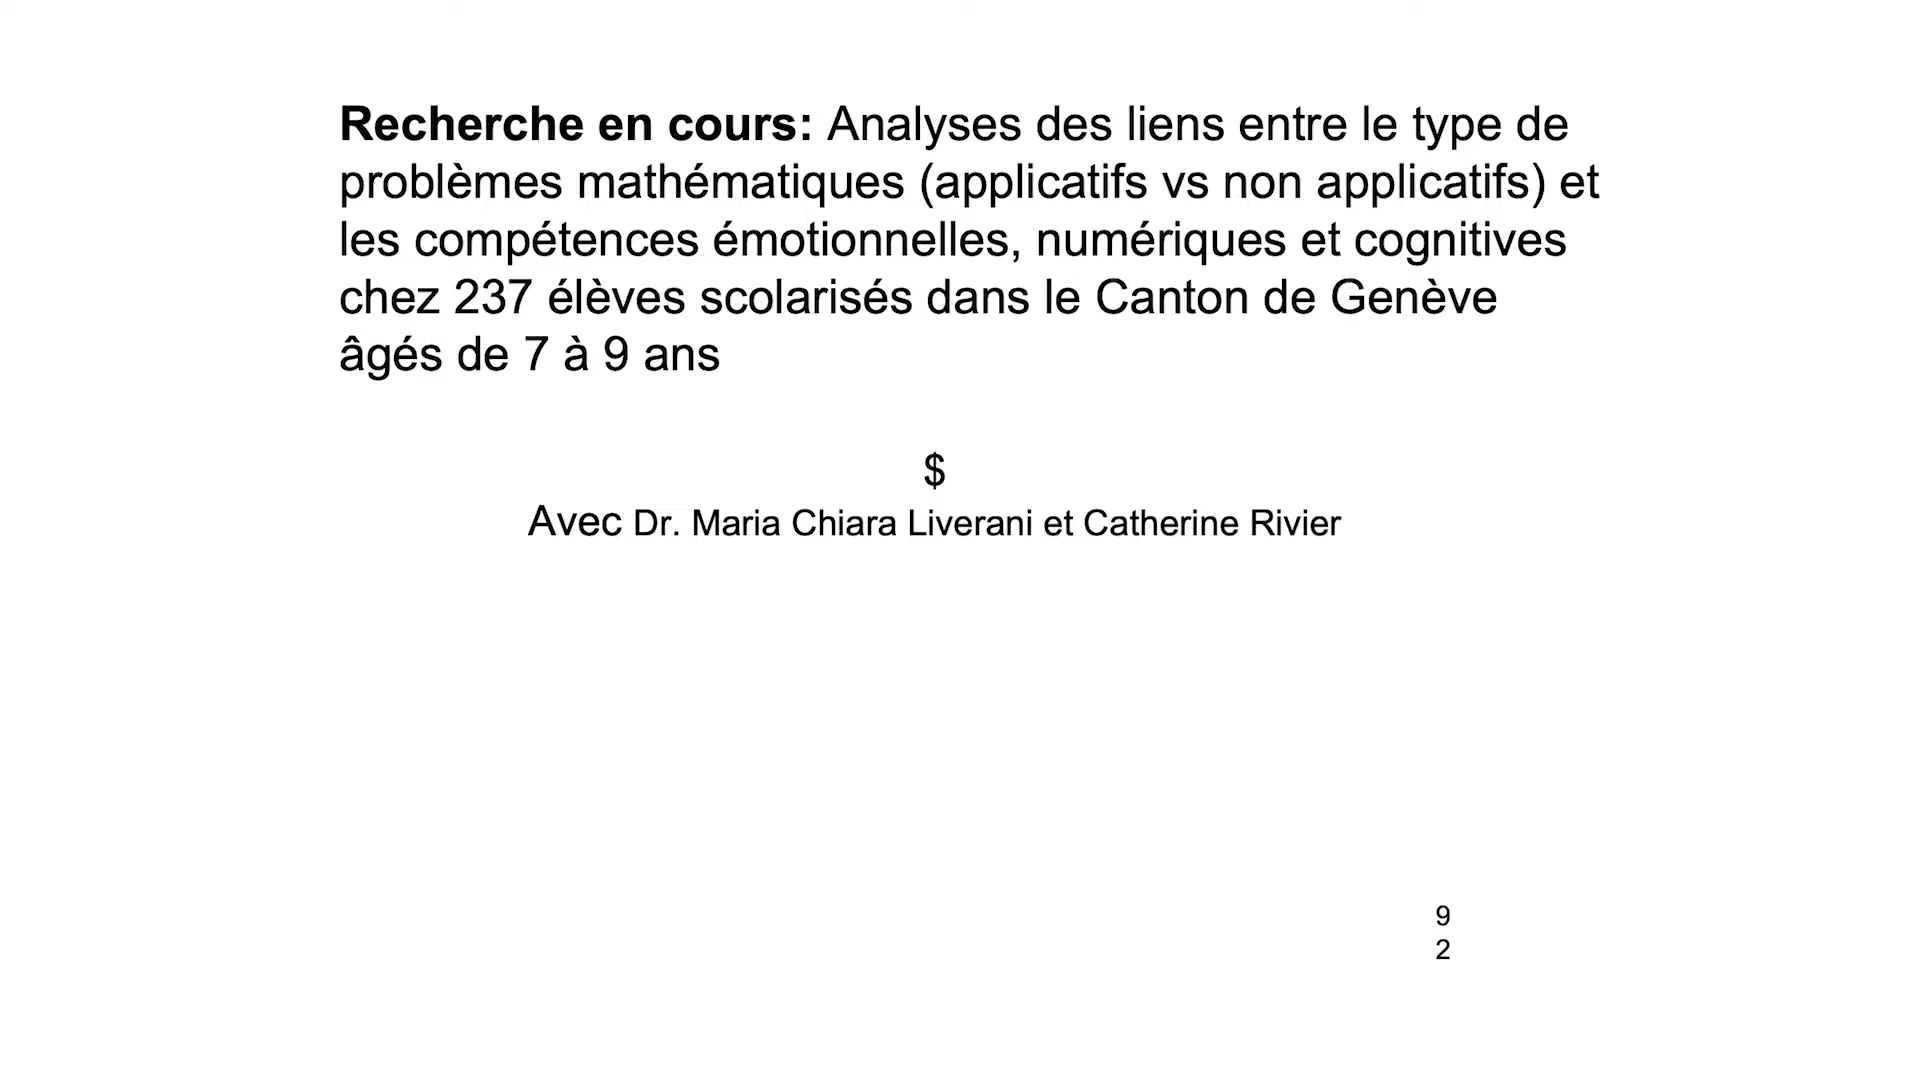 Recherche en cours: Analyses des liens entre le type de
problèmes mathématiques (applicatifs vs non applicatifs) et
les compétences émotionnelles, numériques et cognitives
chez 237 élèves scolarisés dans le Canton de Genève
âgés de 7 à 9 ans
$
Avec Dr. Maria Chiara Liverani et Catherine Rivier
9
2